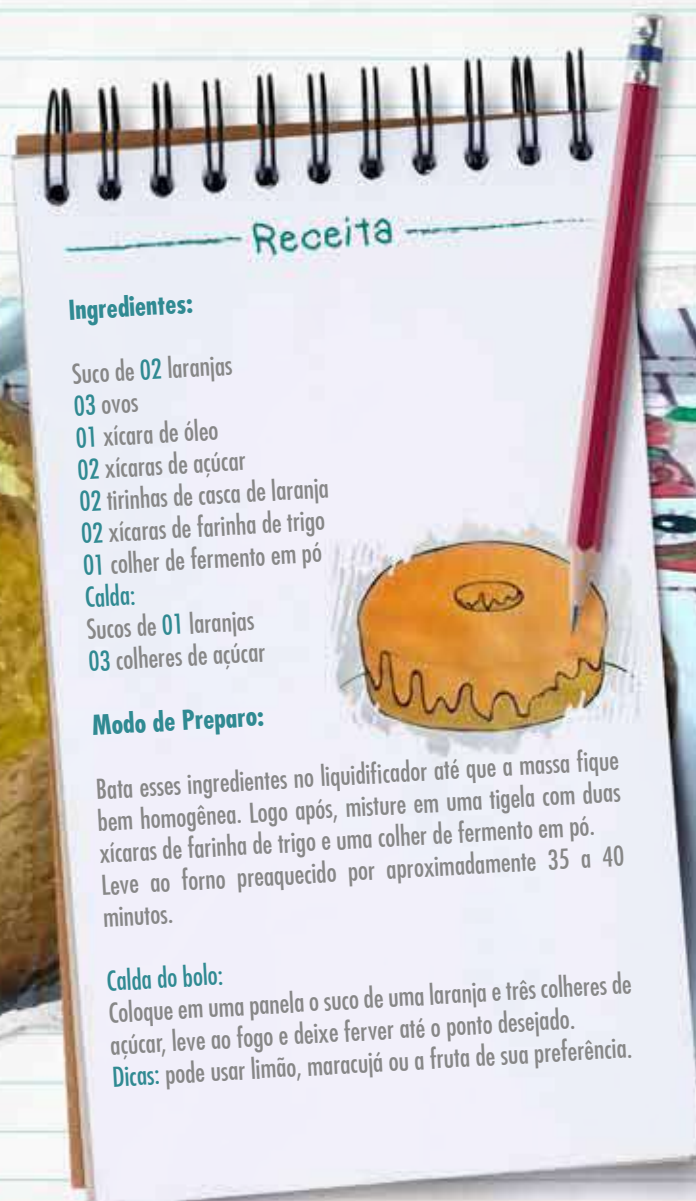 Receita
Ingredientes:
Suco de 02 laranjas
03 ovos
01 xícara de óleo
02 xícaras de açúcar
02 tirinhas de casca de laranja
02 xícaras de farinha de trigo
01 colher de fermento em pó
Calda:
Sucos de 01 laranjas
03 colheres de açúcar
Modo de Preparo:
Bata esses ingredientes no liquidificador até que a massa fique
bem homogênea. Logo após, misture em uma tigela com duas
xícaras de farinha de trigo e uma colher de fermento em pó.
Leve ao forno preaquecido por aproximadamente 35 a 40
minutos.
Calda do bolo:
Coloque em uma panela o suco de uma laranja e três colheres de
açúcar, leve ao fogo e deixe ferver até o ponto desejado.
Dicas: pode usar limão, maracujá ou a fruta de sua preferência.